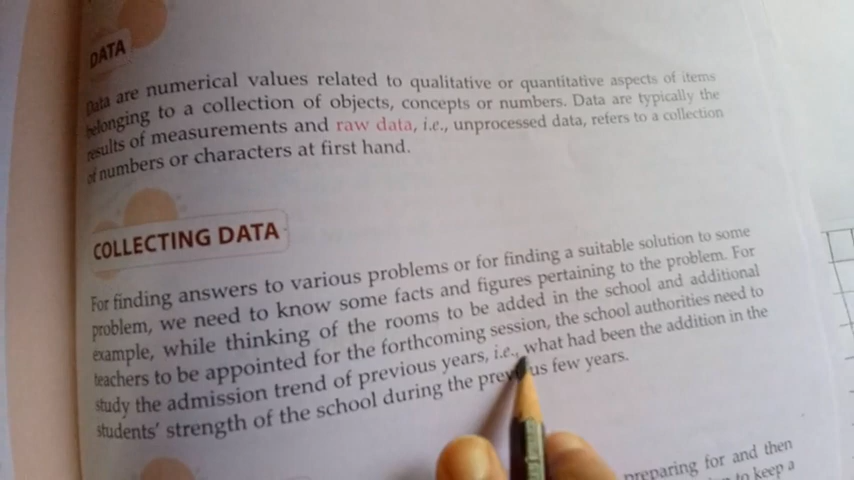 DATA
Data are numerical values related to qualitative or quantitative aspects of items
belonging to a collection of objects, concepts or numbers. Data are typically the
results of measurements and raw data, i.e., unprocessed data, refers to a collection
of numbers or characters at first hand.
COLLECTING DATA
For finding answers to various problems or for finding a suitable solution to some
problem, we need to know some facts and figures pertaining to the problem. For
example, while thinking of the rooms to be added in the school and additional
teachers to be appointed for the forthcoming session, the school authorities need to
study the admission trend of previous years, i.e., what had been the addition in the
students' strength of the school during the previous few years.
preparing for and then
to keep a